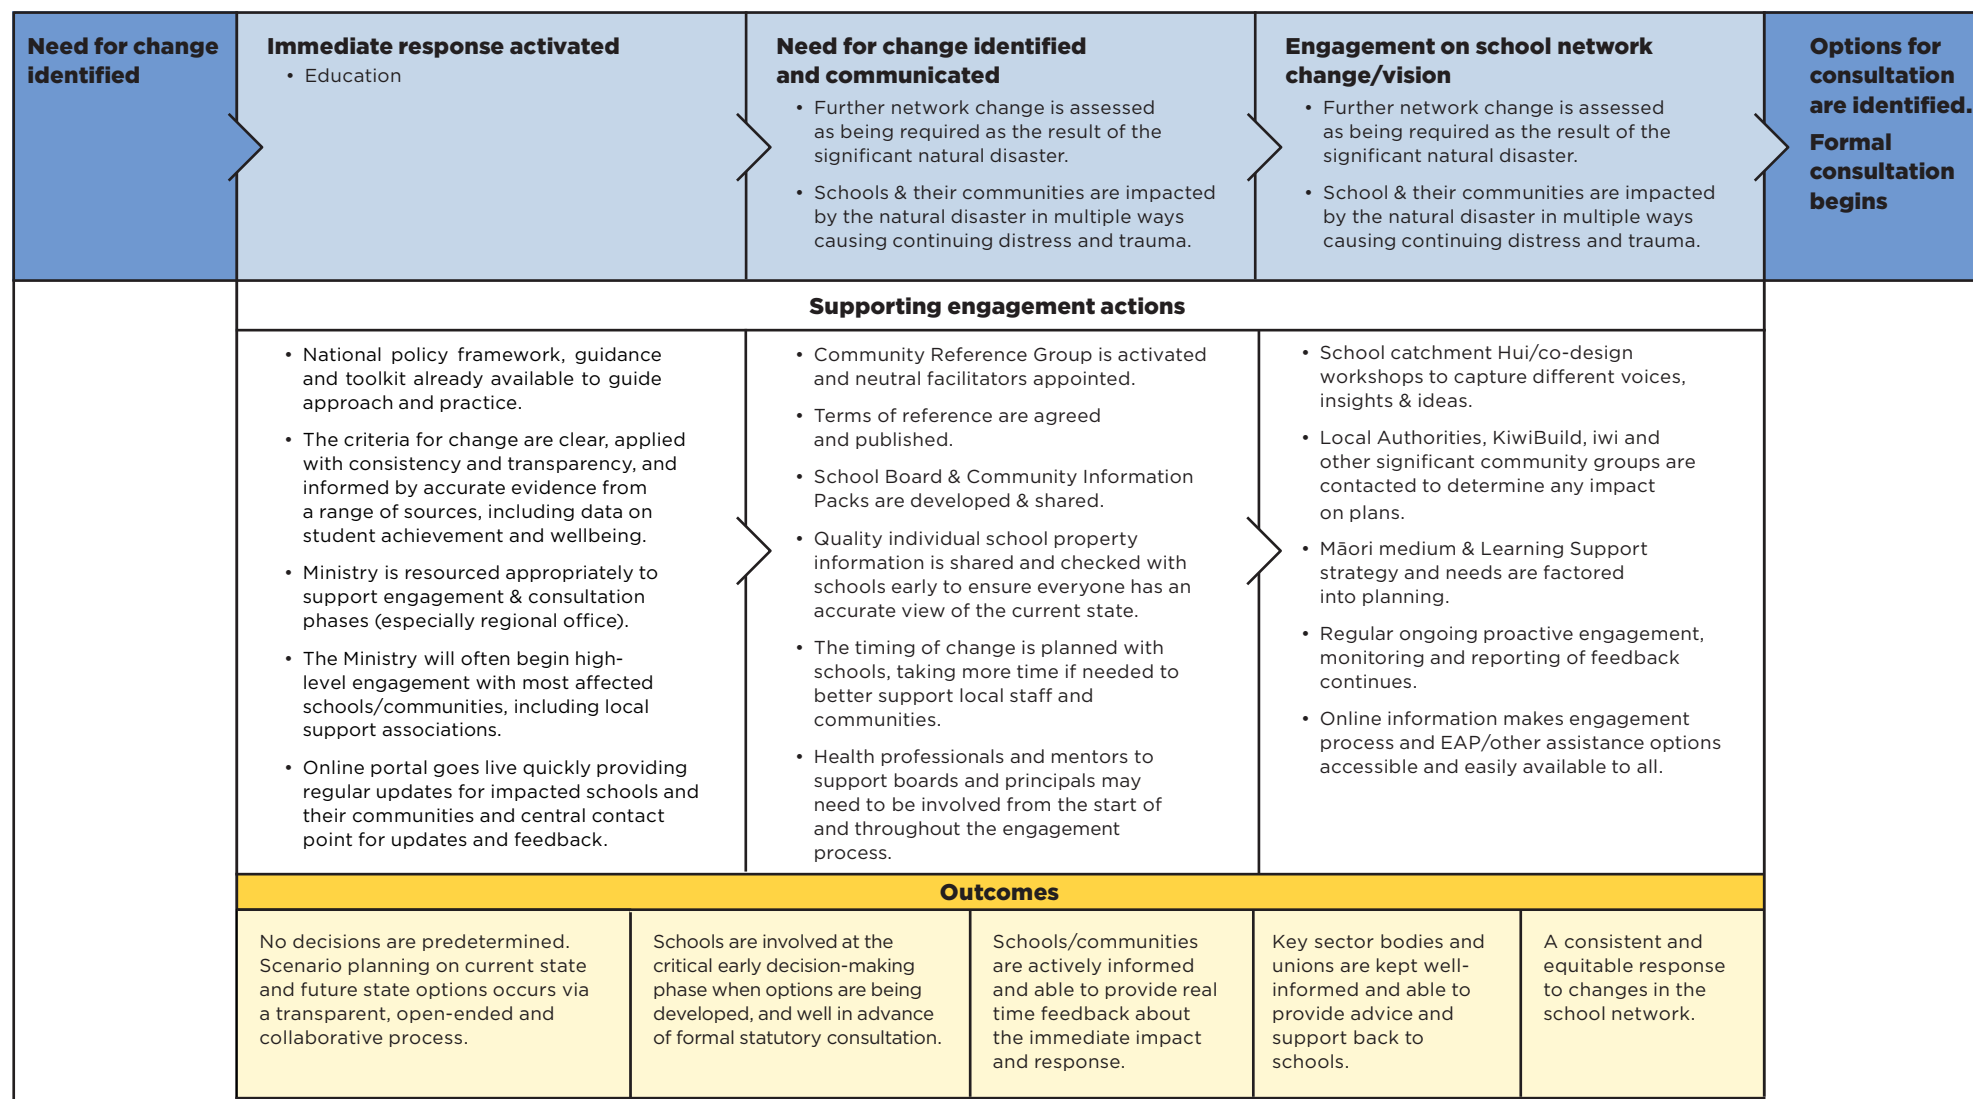 Need for change
identified
Immediate response activated
• Education
Need for change identified
and communicated
• Further network change is assessed
as being required as the result of the
significant natural disaster.
• Schools & their communities are impacted
by the natural disaster in multiple ways
causing continuing distress and trauma.
Engagement on school network
change/vision
• Further network change is assessed
as being required as the result of the
significant natural disaster.
• School & their communities are impacted
by the natural disaster in multiple ways
causing continuing distress and trauma.
Options for
consultation
are identified.
Formal
consultation
begins
Supporting engagement actions
• National policy framework, guidance
and toolkit already available to guide
approach and practice.
• The criteria for change are clear, applied
with consistency and transparency, and
informed by accurate evidence from
a range of sources, including data on
student achievement and wellbeing.
• Ministry is resourced appropriately to
support engagement & consultation
phases (especially regional office).
• The Ministry will often begin high-
level engagement with most affected
schools/communities, including local
support associations.
• Online portal goes live quickly providing
regular updates for impacted schools and
their communities and central contact
point for updates and feedback.
• Community Reference Group is activated
and neutral facilitators appointed.
• Terms of reference are agreed
and published.
• School Board & Community Information
Packs are developed & shared.
• Quality individual school property
information is shared and checked with
schools early to ensure everyone has an
accurate view of the current state.
• The timing of change is planned with
schools, taking more time if needed to
better support local staff and
communities.
• Health professionals and mentors to
support boards and principals may
need to be involved from the start of
and throughout the engagement
process.
• School catchment Hui/co-design
workshops to capture different voices,
insights & ideas.
• Local Authorities, KiwiBuild, iwi and
other significant community groups are
contacted to determine any impact
on plans.
• Māori medium & Learning Support
strategy and needs are factored
into planning.
• Regular ongoing proactive engagement,
monitoring and reporting of feedback
continues.
• Online information makes engagement
process and EAP/other assistance options
accessible and easily available to all.
Outcomes
No decisions are predetermined.
Scenario planning on current state
and future state options occurs via
a transparent, open-ended and
collaborative process.
Schools are involved at the
critical early decision-making
phase when options are being
developed, and well in advance
of formal statutory consultation.
Schools/communities
are actively informed
and able to provide real
time feedback about
the immediate impact
and response.
Key sector bodies and
unions are kept well-
informed and able to
provide advice and
support back to
schools.
A consistent and
equitable response
to changes in the
school network.